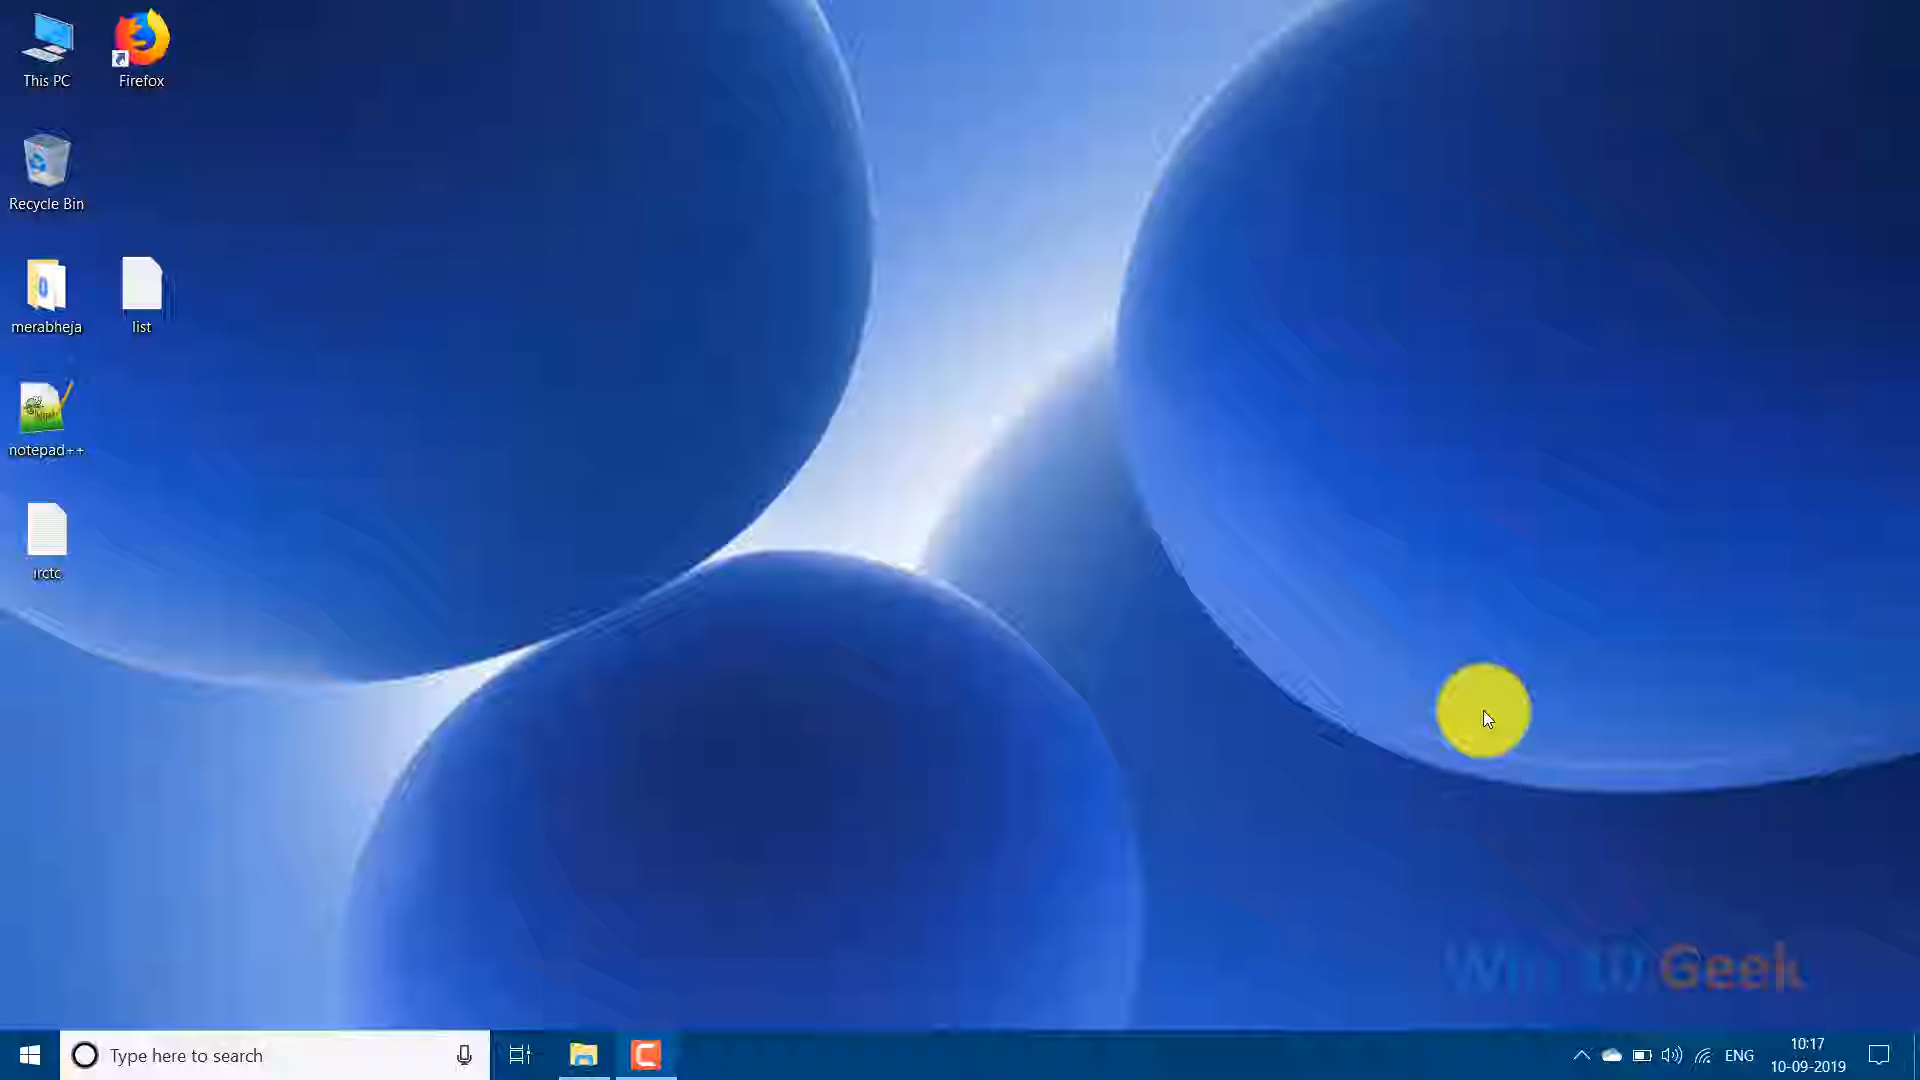 This PC
Firefox
Recycle Bin
merabheja
list
notepad++
irctc
Win 10 Geek
Type here to search
ENG
10:17
10-09-2019